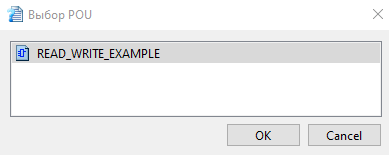 Выбор POU
READ_WRITE_EXAMPLE
OK
Cancel